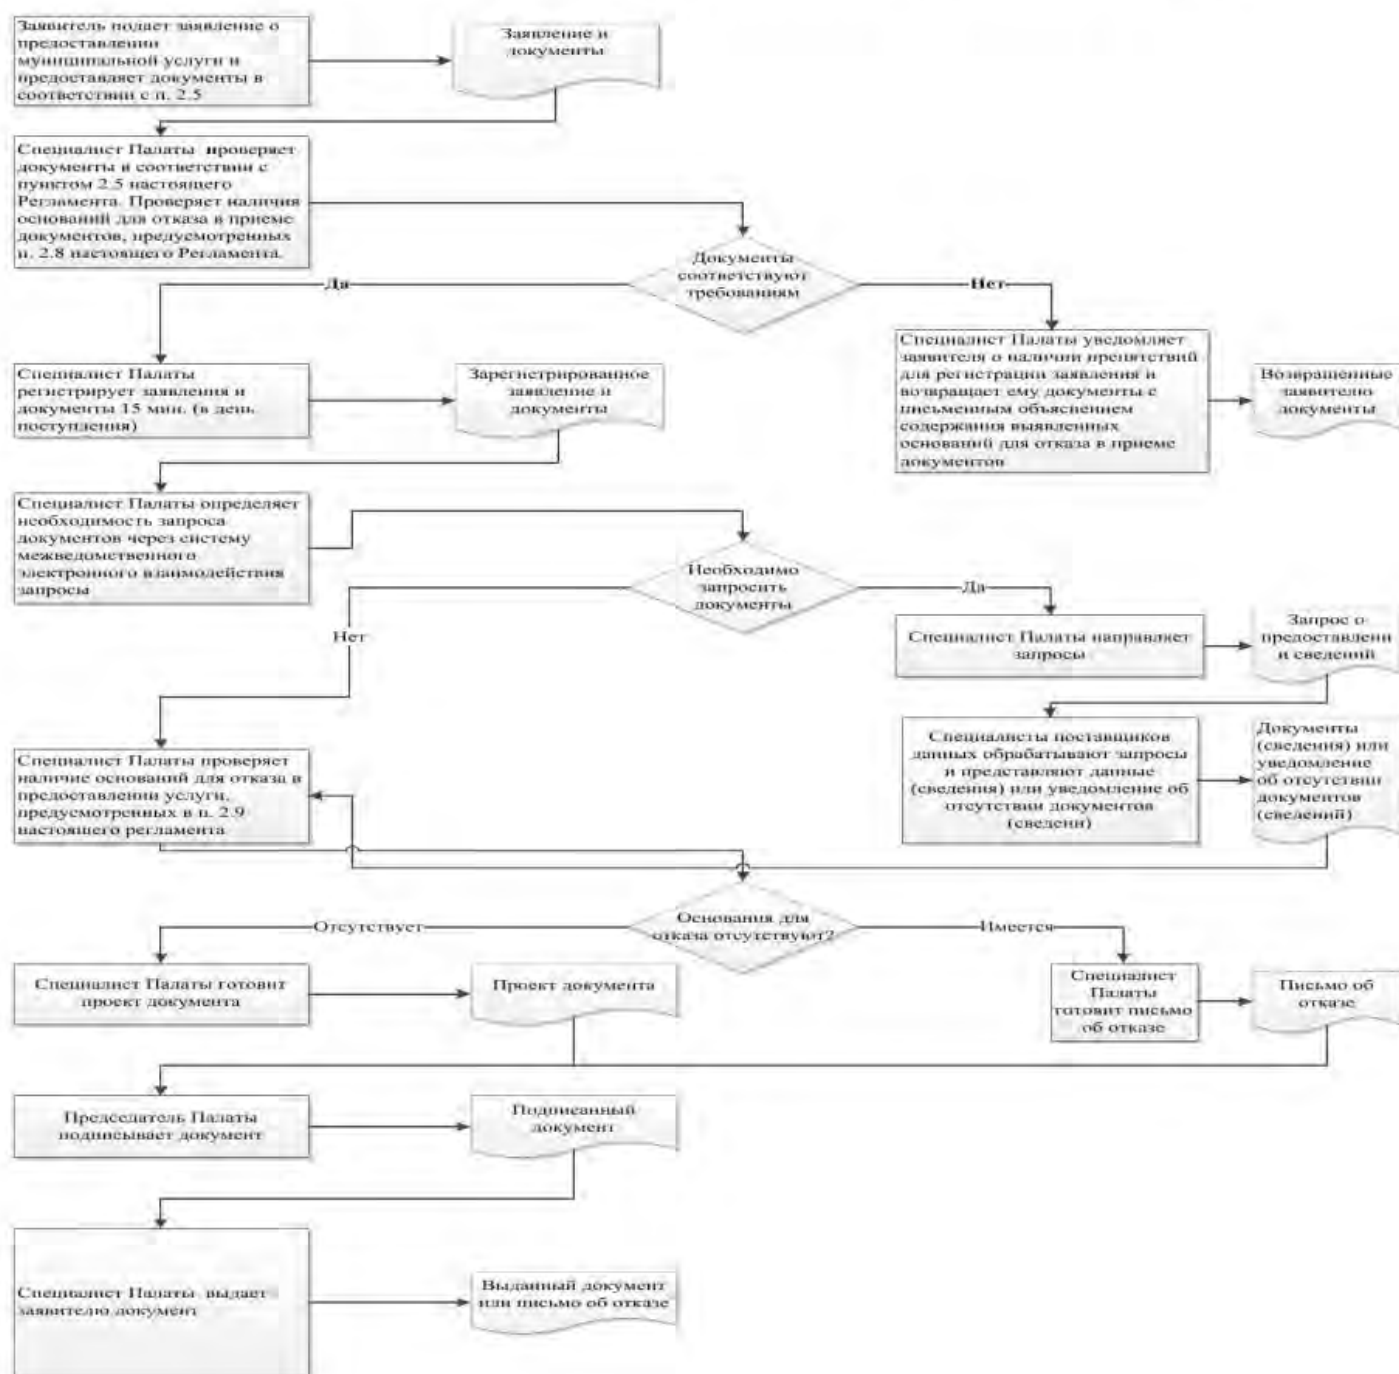 Заявитель подает заявление о
предоставлении
муниципальной услуги и
предоставляет документы в
соответствии с п. 2.5
Заявление и
документы
Специалист Палаты проверяет
документы в соответствии с
пунктом 2.5 настоящего
Регламента. Проверяет наличия
оснований для отказа в приеме
документов, предусмотренных
п. 2.8 настоящего Регламента.
Документы
соответствуют
требованиям
Да
Нет
Специалист Палаты
регистрирует заявления и
документы 15 мин. (в день
поступления)
Зарегистрированное
заявление и
документы
Специалист Палаты уведомляет
заявителя о наличии препятствий
для регистрации заявления и
возвращает ему документы с
письменным объяснением
содержания выявленных
оснований для отказа в приеме
документов
Возвращенные
заявителю
документы
Специалист Палаты определяет
необходимость запроса
документов через систему
межведомственного
электронного взаимодействия
запросы
Необходимо
запросить
документы
Да
Нет
Специалист Палаты направляет
запросы
Запрос о
предоставлени
и сведений
Специалисты поставщиков
данных обрабатывают запросы
и представляют данные
(сведения) или уведомление об
отсутствии документов
(сведени)
Документы
(сведения) или
уведомление
об отсутствии
документов
(сведений)
Специалист Палаты проверяет
наличие оснований для отказа в
предоставлении услуги,
предусмотренных в п. 2.9
настоящего регламента
Основания для
отказа отсутствуют?
Отсутствует
Имеется
Специалист Палаты готовит
проект документа
Проект документа
Специалист
Палаты
готовит письмо
об отказе
Письмо об
отказе
Председатель Палаты
подписывает документ
Подписанный
документ
Специалист Палаты выдает
заявителю документ
Выданный документ
или письмо об отказе